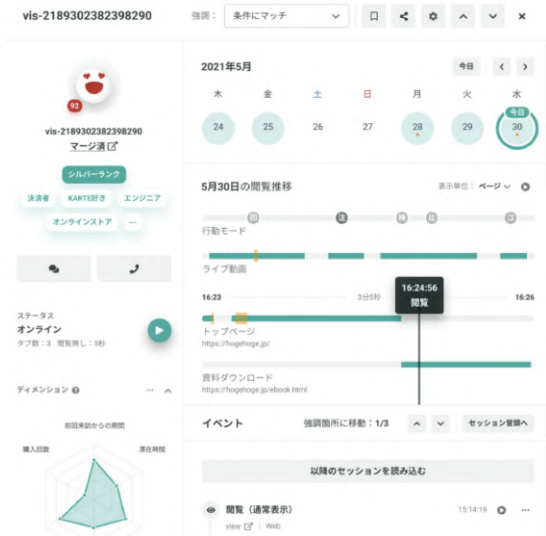 vis-2189302382398290
強調： 条件にマッチ
92
vis-2189302382398290
マージ済
シルバーランク
決済者 KARTE好き エンジニア
オンラインストア ...
ステータス
オンライン
タブ数：3 閲覧無し：5秒
ディメンション
前回来訪からの期間
購入回数
滞在時間
2021年5月
今日
木 金 土 日 月 火 水
今日
24 25 26 27 28 29 30
5月30日の閲覧推移
表示単位： ページ
回 注 検 比 ゴ
行動モード
ライブ動画
16:24:56
閲覧
16:23 3分5秒 16:26
トップページ
https://hogehoge.jp/
資料ダウンロード
https://hogehoge.jp/ebook.html
イベント
強調箇所に移動：1/3
セッション冒頭へ
以降のセッションを読み込む
閲覧（通常表示） 15:14:19 ...
view | Web